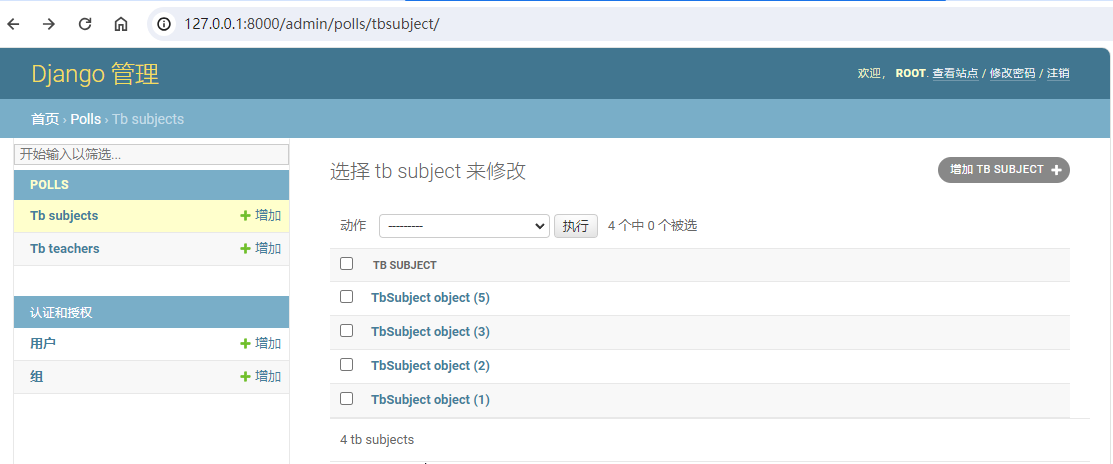 127.0.0.1:8000/admin/polls/tbsubject/
Django 管理
欢迎， ROOT. 查看站点 / 修改密码 / 注销
首页 › Polls › Tb subjects
开始输入以筛选...
POLLS
Tb subjects
增加
Tb teachers
增加
认证和授权
用户
增加
组
增加
选择 tb subject 来修改
增加 TB SUBJECT
动作
---------
执行
4 个中 0 个被选
TB SUBJECT
TbSubject object (5)
TbSubject object (3)
TbSubject object (2)
TbSubject object (1)
4 tb subjects